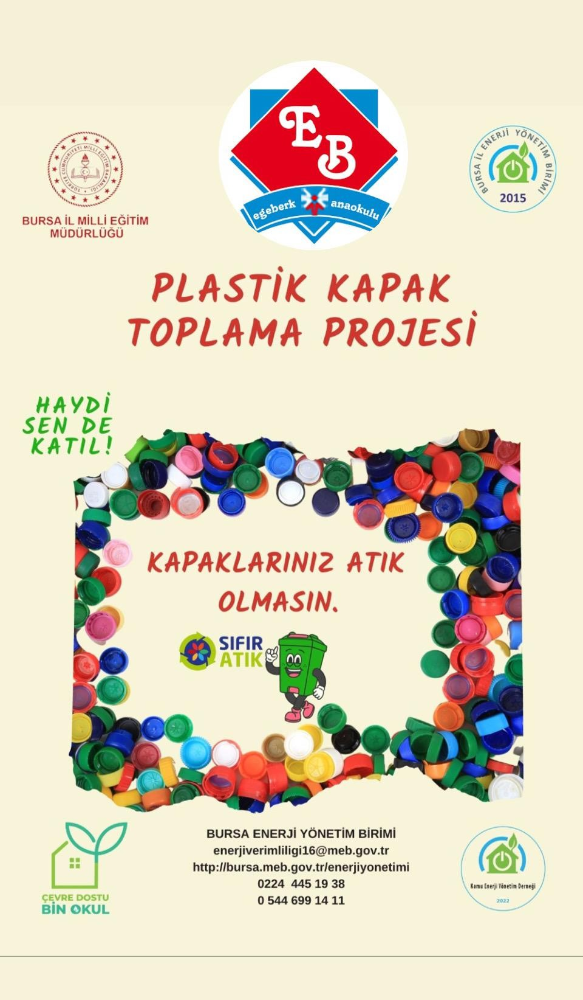 EB
egeberk anaokulu
TÜRKİYE CUMHURİYETİ MİLLİ EĞİTİM BAKANLIĞI
BURSA İL MİLLİ EĞİTİM
MÜDÜRLÜĞÜ
BURSA İL ENERJİ YÖNETİM BİRİMİ
2015
PLASTİK KAPAK
TOPLAMA PROJESİ
HAYDİ
SEN DE
KATIL!
KAPAKLARINIZ ATIK
OLMASIN.
SIFIR
ATIK
BURSA ENERJİ YÖNETİM BİRİMİ
enerjiverimliligi16@meb.gov.tr
http://bursa.meb.gov.tr/enerjiyonetimi
0224 445 19 38
0 544 699 14 11
ÇEVRE DOSTU
BİN OKUL
Kamu Enerji Yönetim Derneği
2022